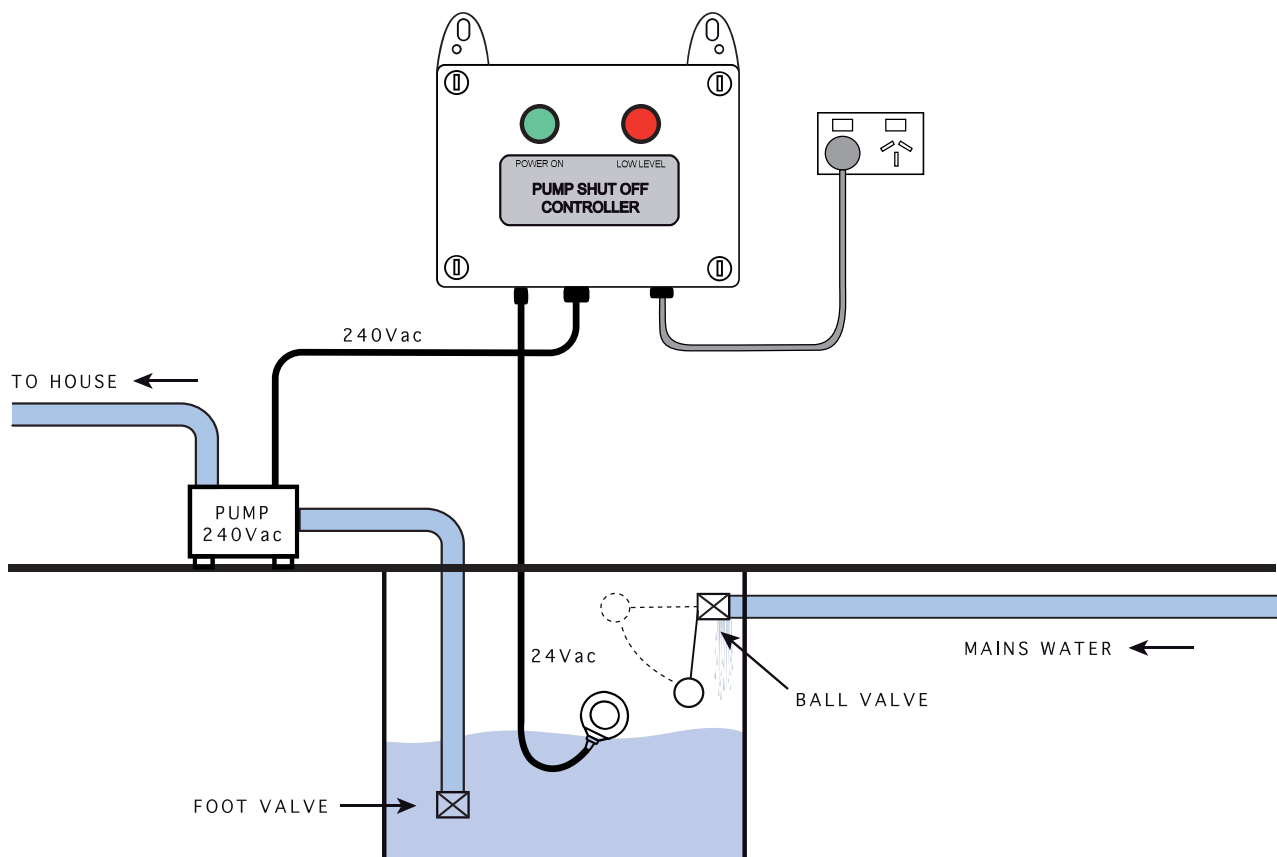 POWER ON
LOW LEVEL
PUMP SHUT OFF
CONTROLLER
240Vac
TO HOUSE
PUMP
240Vac
24Vac
MAINS WATER
BALL VALVE
FOOT VALVE